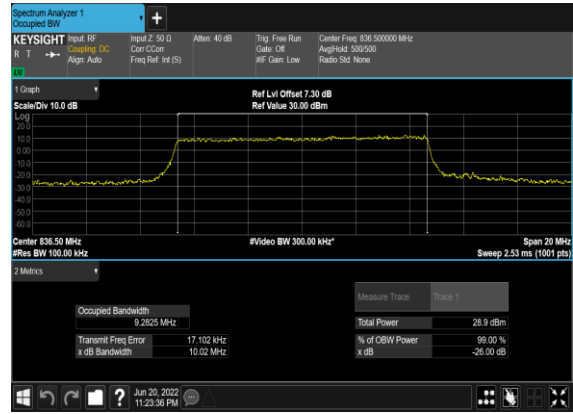 Spectrum Analyzer 1
Occupied BW
+
KEYSIGHT Input: RF Input Z: 50 Ω Atten: 40 dB Trig: Free Run Center Freq: 836.500000 MHz
R T Coupling: DC Corr CCorr Gate: Off Avg|Hold: 500/500
Align: Auto Freq Ref: Int (S) #IF Gain: Low Radio Std: None
1 Graph
Scale/Div 10.0 dB
Ref Lvl Offset 7.30 dB
Ref Value 30.00 dBm
Log
20.0
10.0
0.00
-10.0
-20.0
-30.0
-40.0
-50.0
-60.0
Center 836.50 MHz #Video BW 300.00 kHz* Span 20 MHz
#Res BW 100.00 kHz Sweep 2.53 ms (1001 pts)
2 Metrics
Measure Trace Trace 1
Occupied Bandwidth
9.2825 MHz
Total Power 28.9 dBm
Transmit Freq Error 17.102 kHz % of OBW Power 99.00 %
x dB Bandwidth 10.02 MHz x dB -26.00 dB
?
Jun 20, 2022
11:23:36 PM